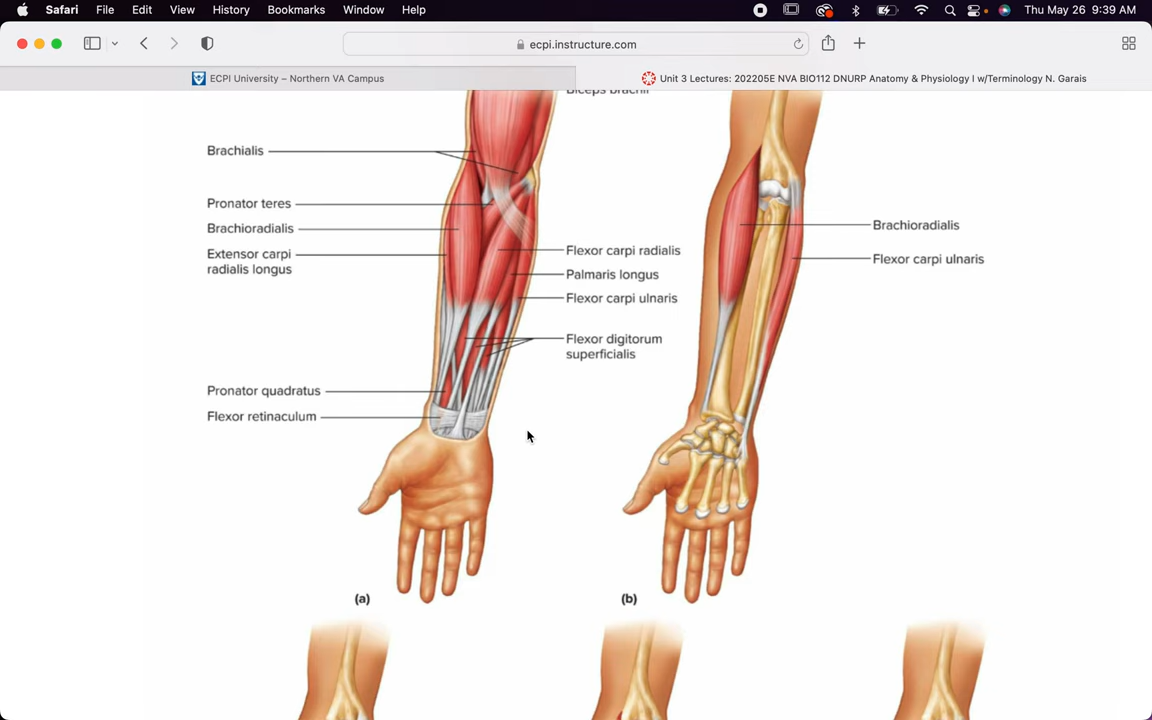 Safari File Edit View History Bookmarks Window Help Thu May 26 9:39 AM
ecpi.instructure.com
ECPI University – Northern VA Campus
Unit 3 Lectures: 202205E NVA BIO112 DNURP Anatomy & Physiology I w/Terminology N. Garais
Biceps brachii
Brachialis
Pronator teres
Brachioradialis
Extensor carpi
radialis longus
Flexor carpi radialis
Palmaris longus
Flexor carpi ulnaris
Flexor digitorum
superficialis
Pronator quadratus
Flexor retinaculum
(a)
Brachioradialis
Flexor carpi ulnaris
(b)